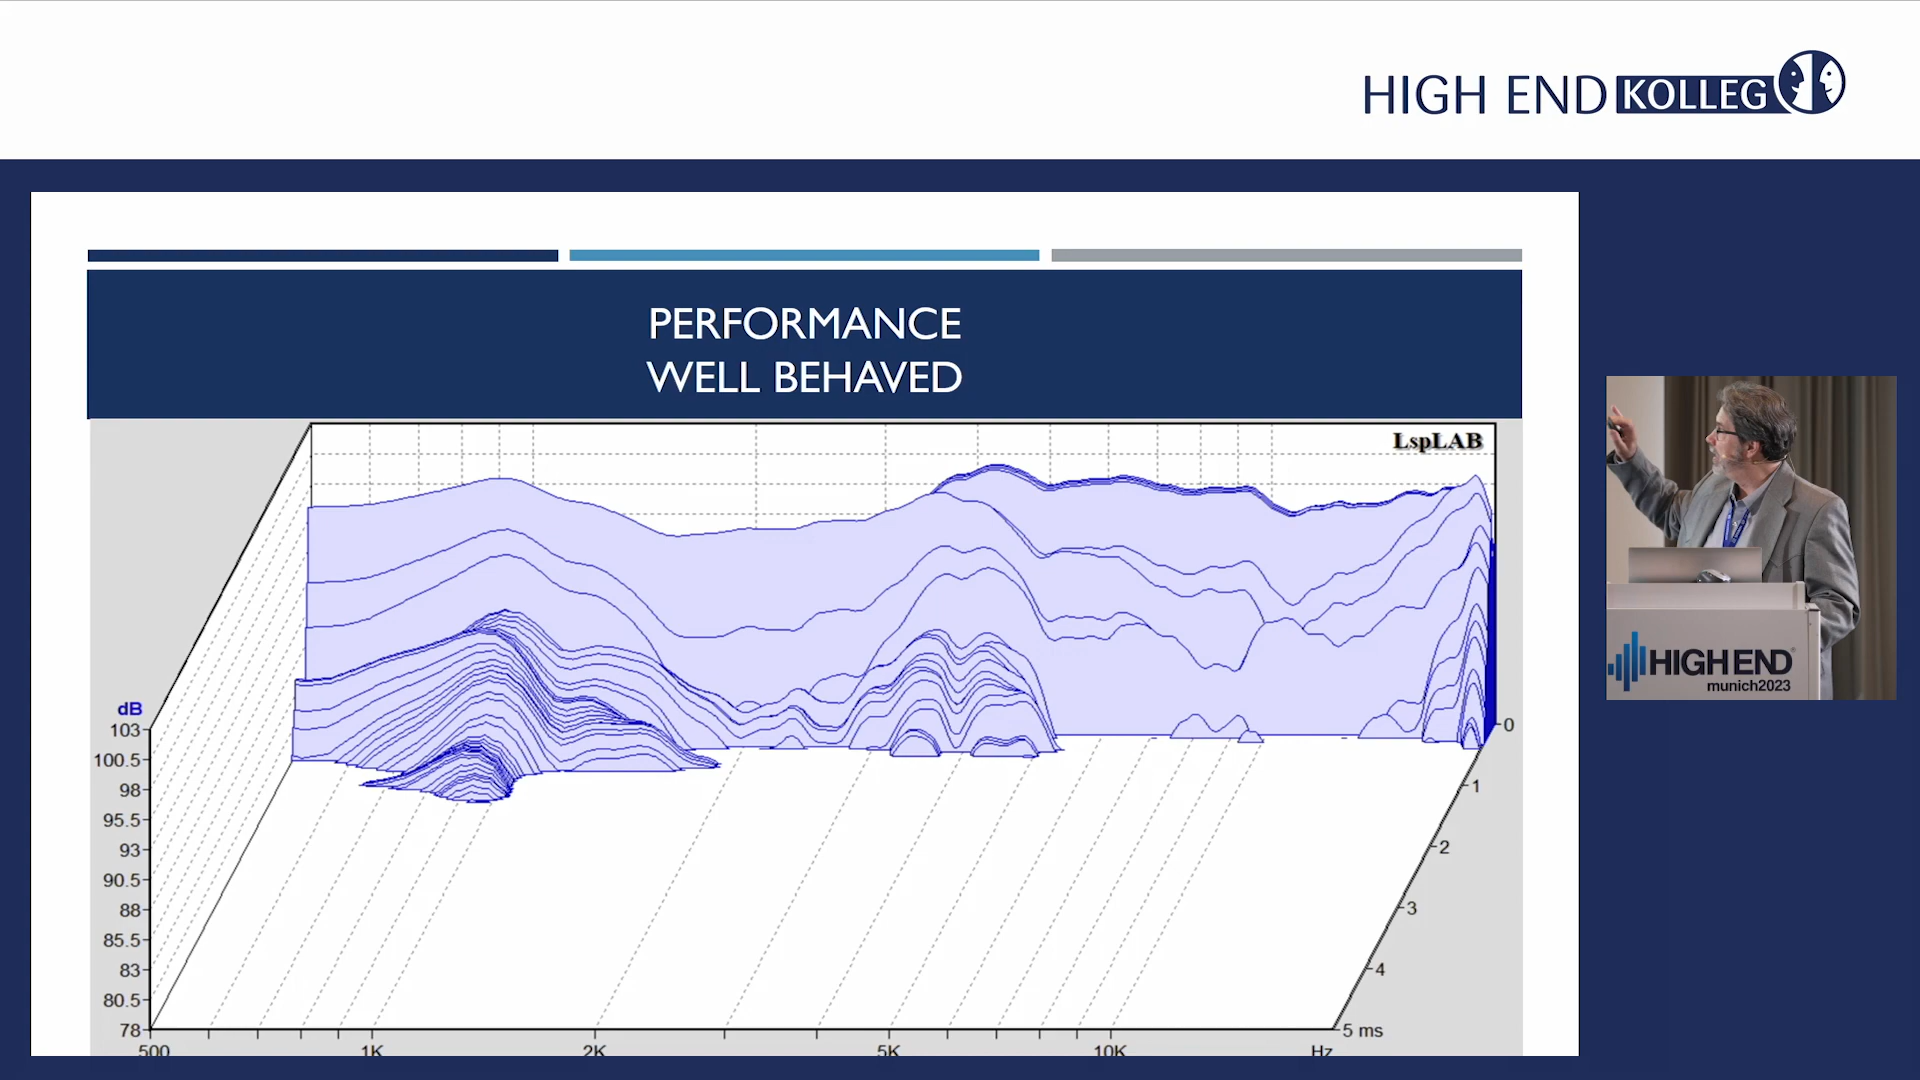 HIGH END KOLLEG
PERFORMANCE
WELL BEHAVED
LspLAB
dB
103
100.5
98
95.5
93
90.5
88
85.5
83
80.5
78
500
1K
2K
5K
10K
Hz
0
1
2
3
4
5 ms
HIGH END
munich2023